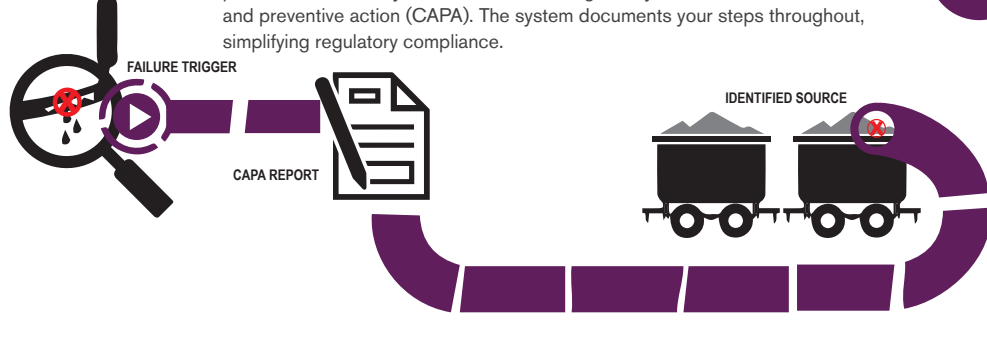 and preventive action (CAPA). The system documents your steps throughout,
simplifying regulatory compliance.
FAILURE TRIGGER
IDENTIFIED SOURCE
CAPA REPORT